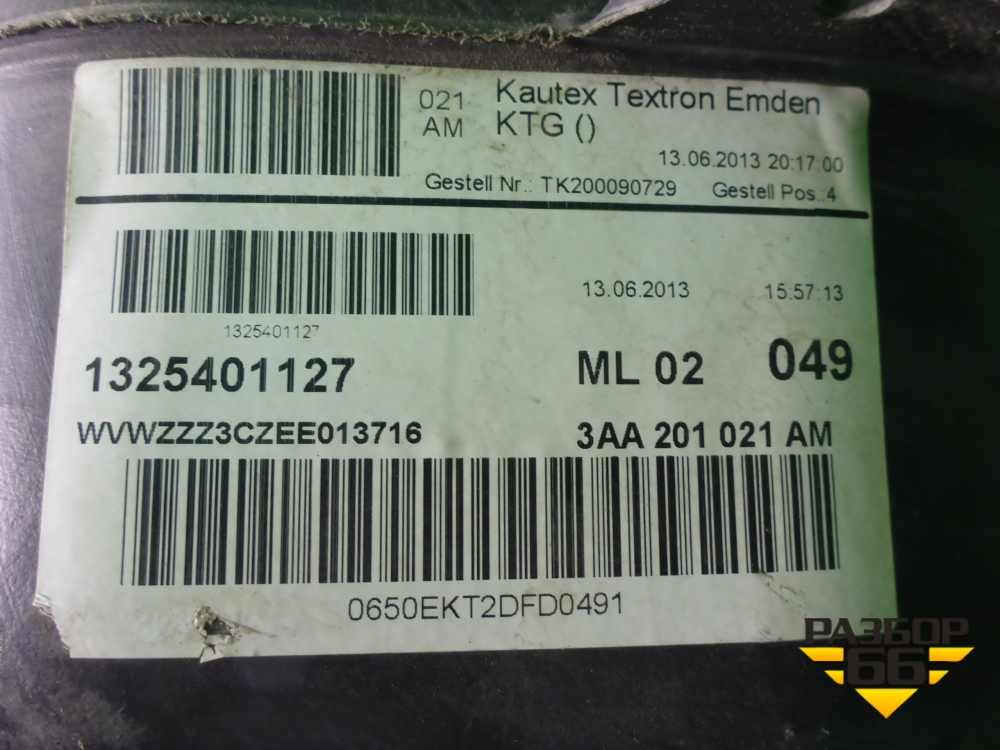 021 Kautex Textron Emden
AM KTG ()
13.06.2013 20:17:00
Gestell Nr.: TK200090729 Gestell Pos.:4
13.06.2013 15:57:13
1325401127
1325401127 ML 02 049
WVWZZZ3CZEE013716 3AA 201 021 AM
0650EKT2DFD0491
РАЗБОР
66